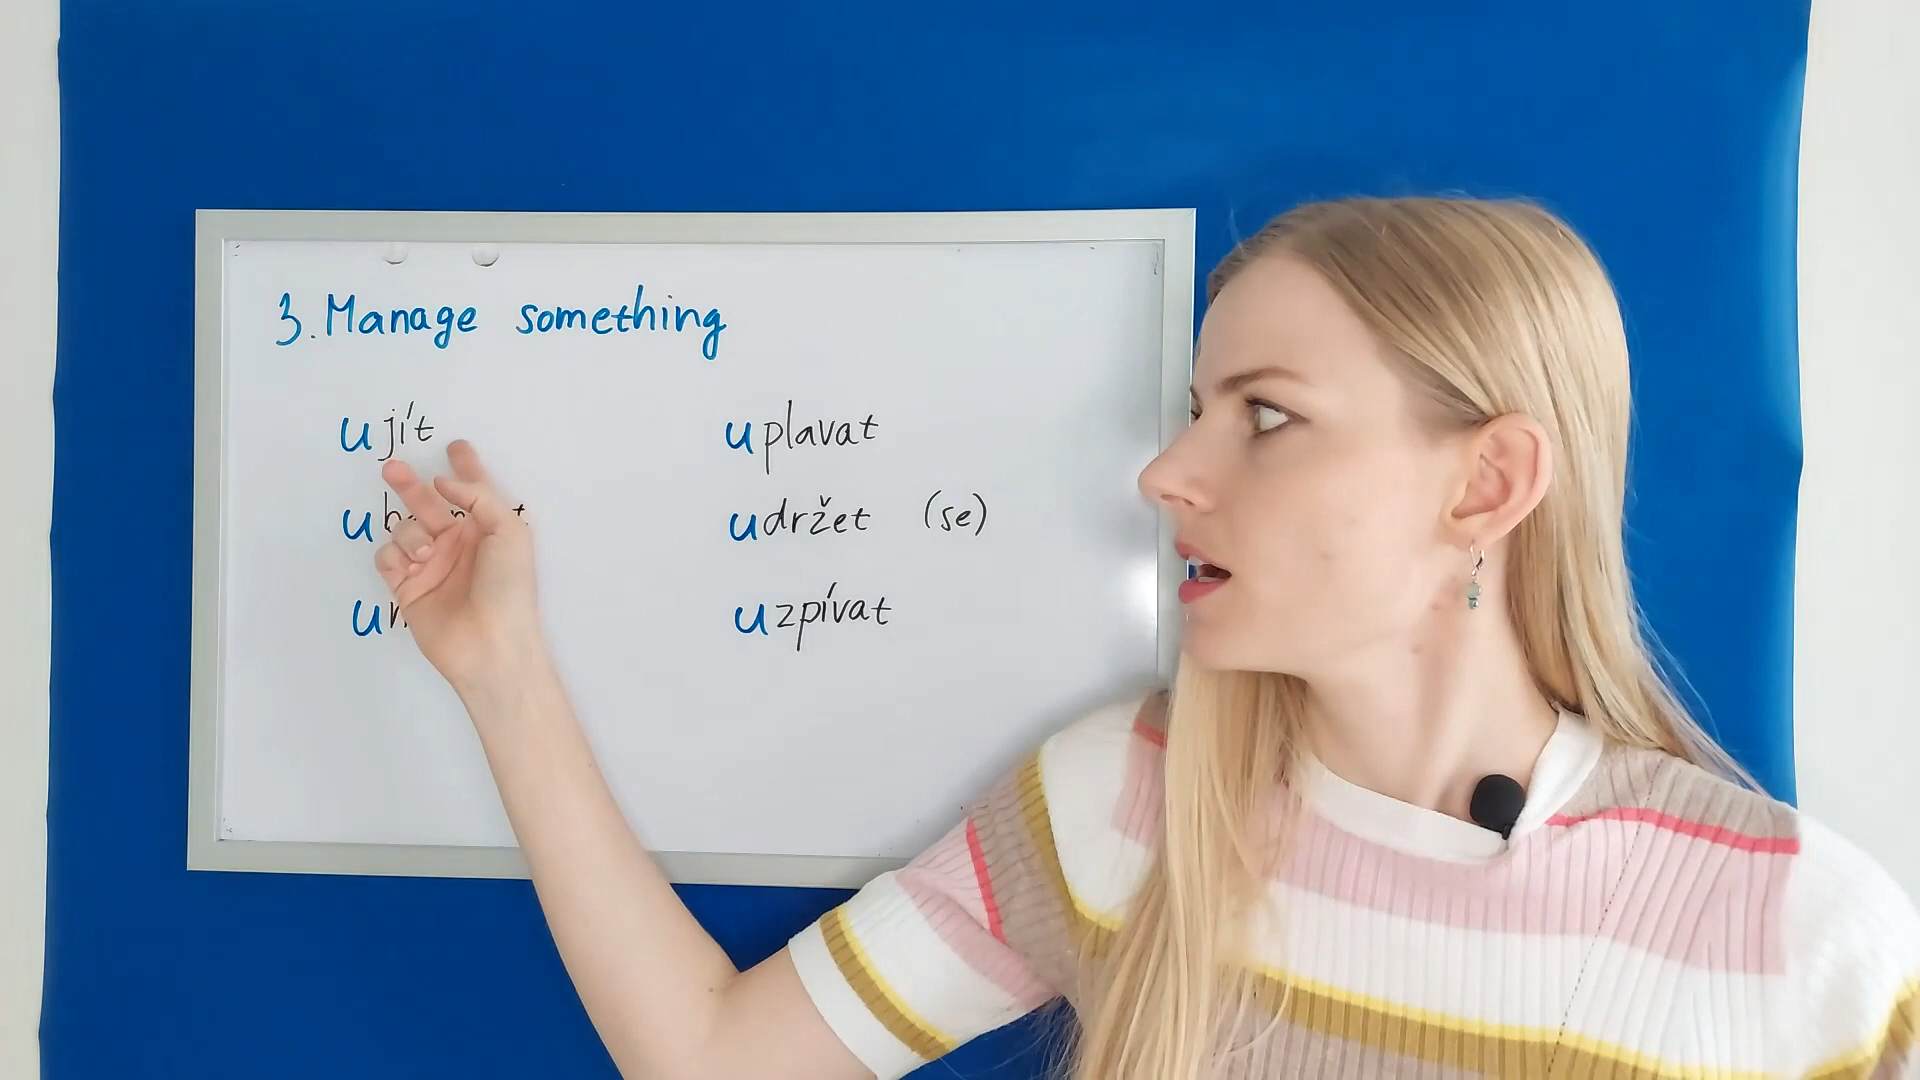 3. Manage something
ujít
uplavat
udržet (se)
uzpívat